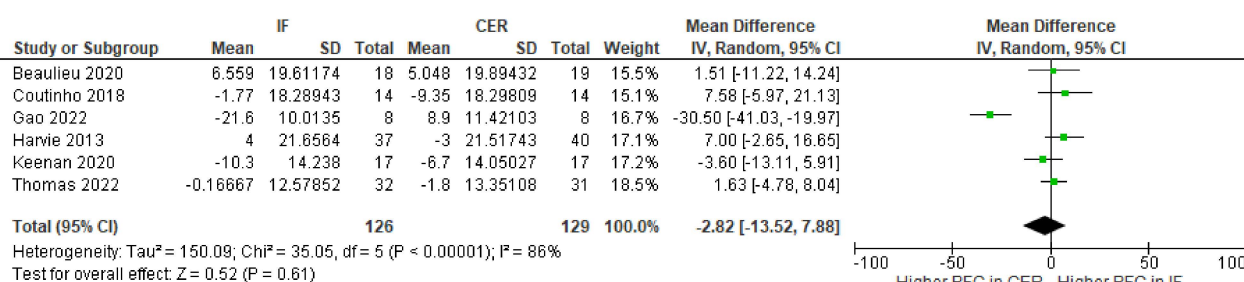 IF CER Mean Difference Mean Difference
Study or Subgroup Mean SD Total Mean SD Total Weight IV, Random, 95% CI IV, Random, 95% CI
Beaulieu 2020 6.559 19.61174 18 5.048 19.89432 19 15.5% 1.51 [-11.22, 14.24]
Coutinho 2018 -1.77 18.28943 14 -9.35 18.29809 14 15.1% 7.58 [-5.97, 21.13]
Gao 2022 -21.6 10.0135 8 8.9 11.42103 8 16.7% -30.50 [-41.03, -19.97]
Harvie 2013 4 21.6564 37 -3 21.51743 40 16.6% 7.00 [-2.65, 16.65]
Keenan 2020 -10.3 14.238 17 -6.7 14.05027 17 17.2% -3.60 [-13.11, 5.91]
Thomas 2022 -0.16667 12.57852 32 -1.8 13.35108 31 18.5% 1.63 [-4.78, 8.04]
Total (95% CI) 126 129 100.0% -2.82 [-13.52, 7.88]
Heterogeneity: Tau² = 150.09; Chi² = 35.05, df = 5 (P < 0.00001); I² = 86%
Test for overall effect: Z = 0.52 (P = 0.61)
-100 -50 0 50 100
Higher in CER Higher in IF